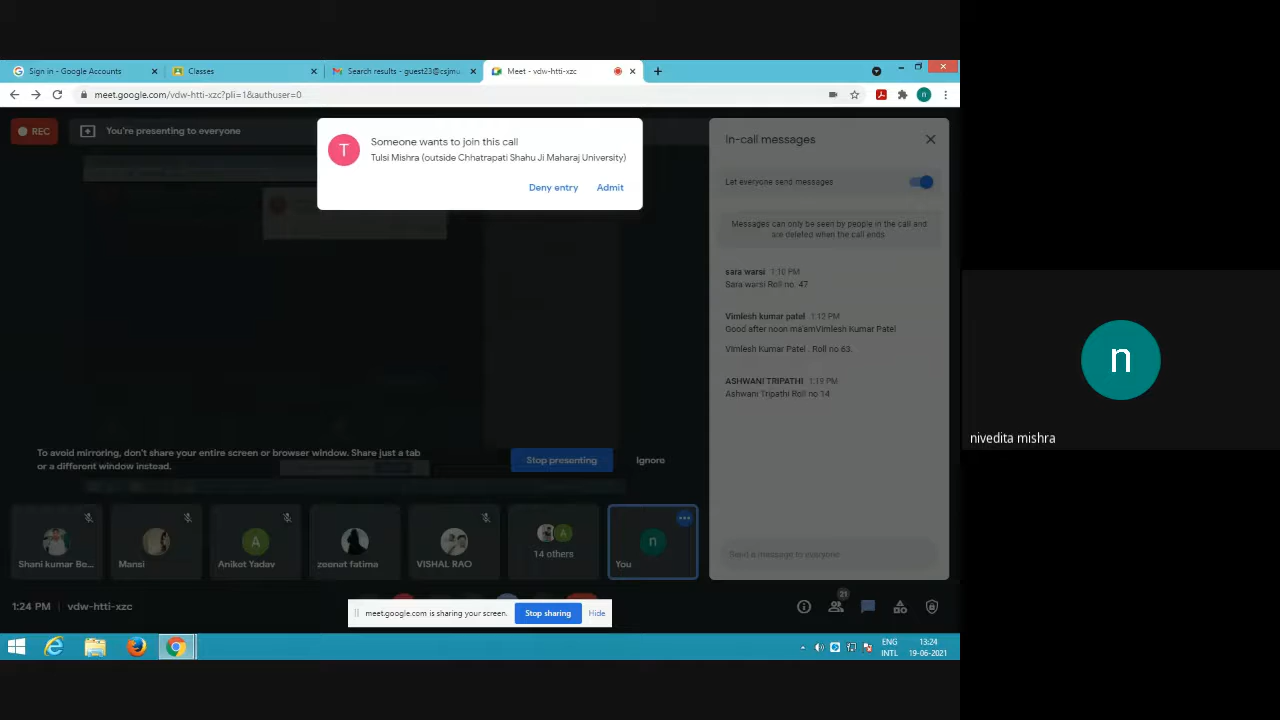 Sign in - Google Accounts
Classes
Search results - guest23@csjmu
Meet - vdw-htti-xzc
meet.google.com/vdw-htti-xzc?pli=1&authuser=0
REC
You're presenting to everyone
T
Someone wants to join this call
Tulsi Mishra (outside Chhatrapati Shahu Ji Maharaj University)
Deny entry
Admit
In-call messages
Let everyone send messages
Messages can only be seen by people in the call and
are deleted when the call ends
sara warsi 1:10 PM
Sara warsi Roll no. 47
Vimlesh kumar patel 1:12 PM
Good after noon ma'amVimlesh Kumar Patel
Vimlesh Kumar Patel . Roll no 63.
ASHWANI TRIPATHI 1:19 PM
Ashwani Tripathi Roll no 14
Send a message to everyone
To avoid mirroring, don't share your entire screen or browser window. Share just a tab
or a different window instead.
Stop presenting
Ignore
Shani kumar Be...
Mansi
A
Aniket Yadav
zeenat fatima
VISHAL RAO
A
14 others
n
You
1:24 PM | vdw-htti-xzc
meet.google.com is sharing your screen.
Stop sharing
Hide
21
ENG
INTL
13:24
19-06-2021
n
nivedita mishra